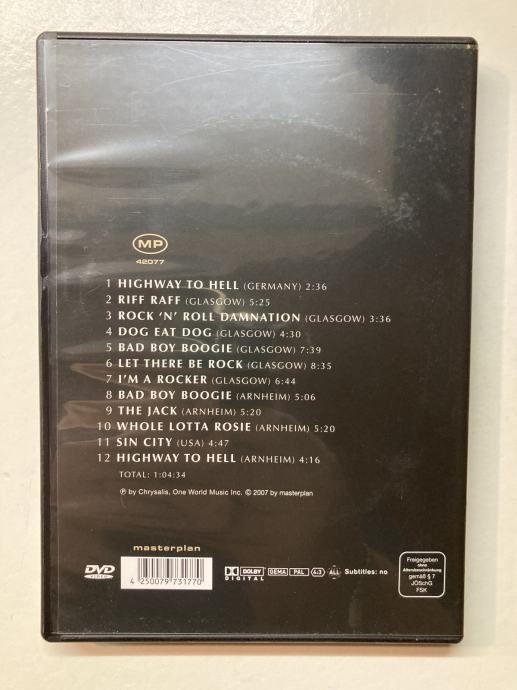 MP
42077
1 HIGHWAY TO HELL (GERMANY) 2:36
2 RIFF RAFF (GLASGOW) 5:25
3 ROCK 'N' ROLL DAMNATION (GLASGOW) 3:36
4 DOG EAT DOG (GLASGOW) 4:30
5 BAD BOY BOOGIE (GLASGOW) 7:39
6 LET THERE BE ROCK (GLASGOW) 8:35
7 I'M A ROCKER (GLASGOW) 6:44
8 BAD BOY BOOGIE (ARNHEIM) 5:06
9 THE JACK (ARNHEIM) 5:20
10 WHOLE LOTTA ROSIE (ARNHEIM) 5:20
11 SIN CITY (USA) 4:47
12 HIGHWAY TO HELL (ARNHEIM) 4:16
TOTAL: 1:04:34
℗ by Chrysalis, One World Music Inc. © 2007 by masterplan
masterplan
DVD
VIDEO
4 250079 731770
DOLBY
DIGITAL
GEMA
PAL
4:3
ALL
Subtitles: no
Freigegeben
ohne
Altersbeschränkung
gemäß § 7
JÖSchG
FSK